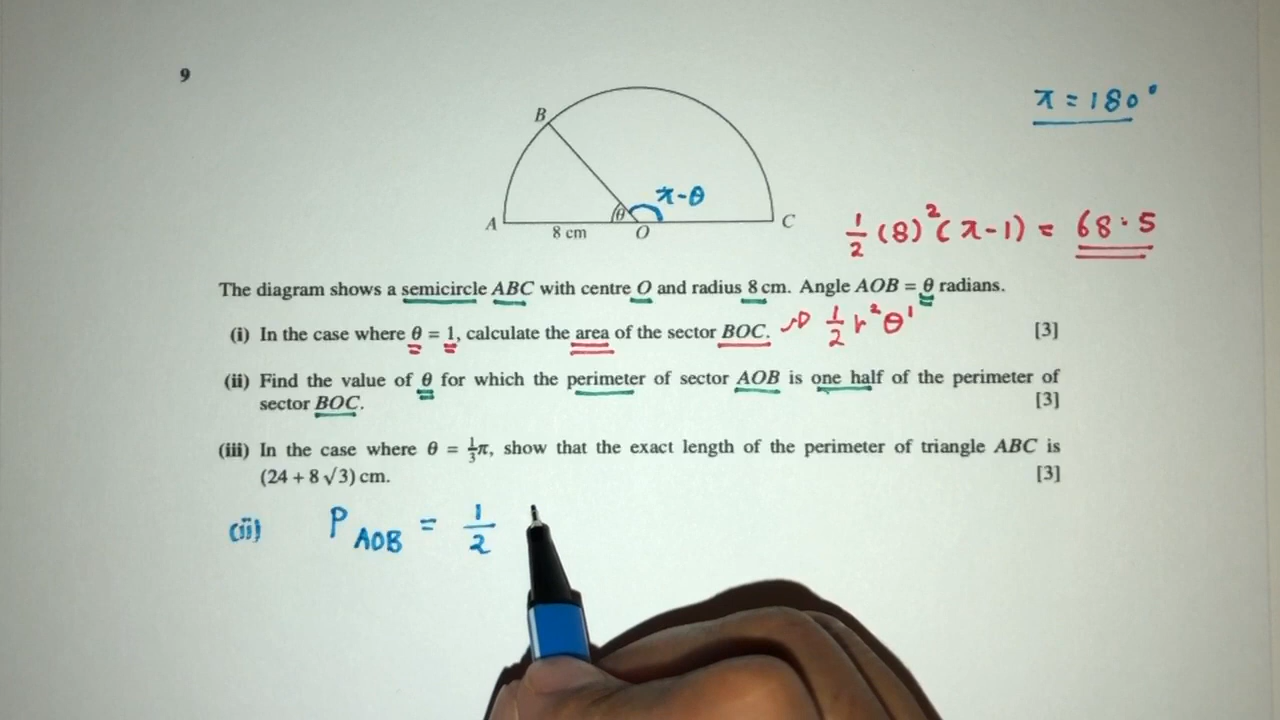 9
π = 180°
B
π-θ
A
θ
C
8 cm
O
1/2 (8)² (π-1) = 68.5
The diagram shows a semicircle ABC with centre O and radius 8 cm. Angle AOB = θ radians.
(i) In the case where θ = 1, calculate the area of the sector BOC. → 1/2 r² θ' [3]
(ii) Find the value of θ for which the perimeter of sector AOB is one half of the perimeter of
sector BOC. [3]
(iii) In the case where θ = 1/3π, show that the exact length of the perimeter of triangle ABC is
(24 + 8√3) cm. [3]
(ii) P AOB = 1/2